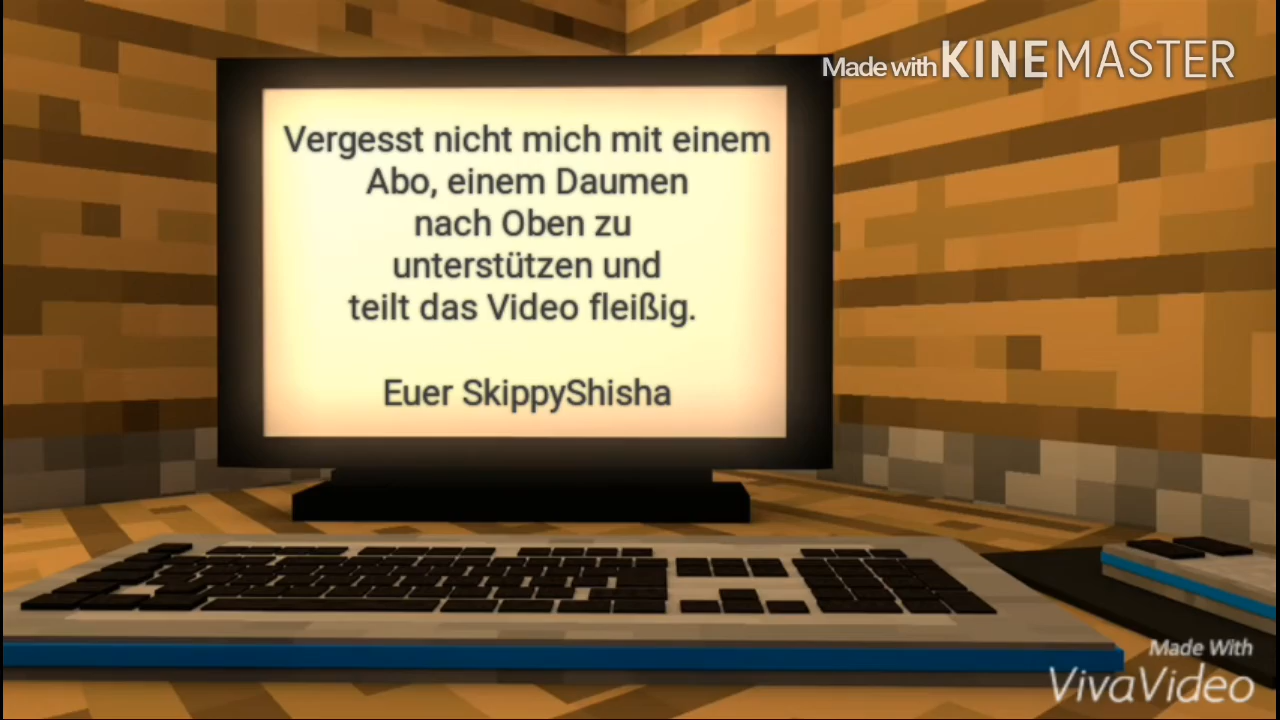 Made with KINEMASTER
Vergesst nicht mich mit einem
Abo, einem Daumen
nach Oben zu
unterstützen und
teilt das Video fleißig.
Euer SkippyShisha
Made With
VivaVideo